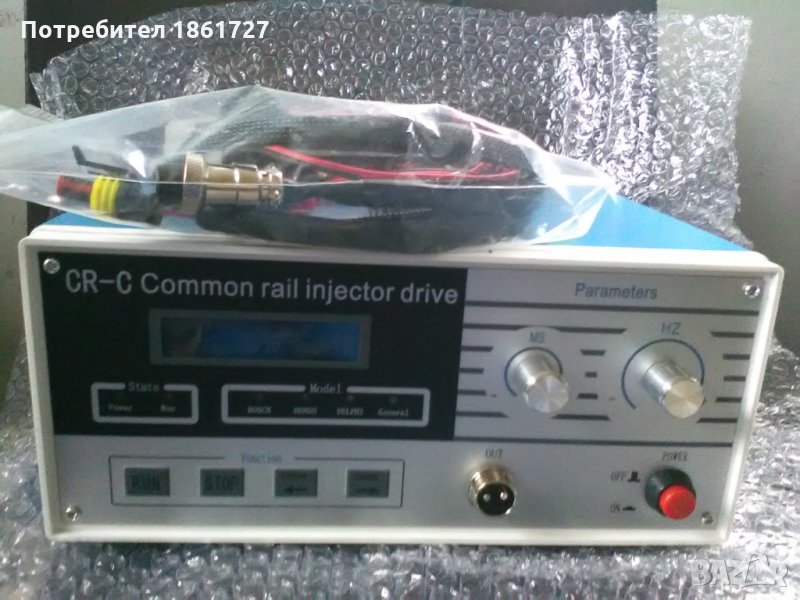 Потребител 1861727
CR-C Common rail injector drive
Parameters
MS
HZ
State
Power Run
Model
BOSCH DENSO DELPHI General
Function
RUN STOP
OUT
POWER
OFF
ON
BAZAR